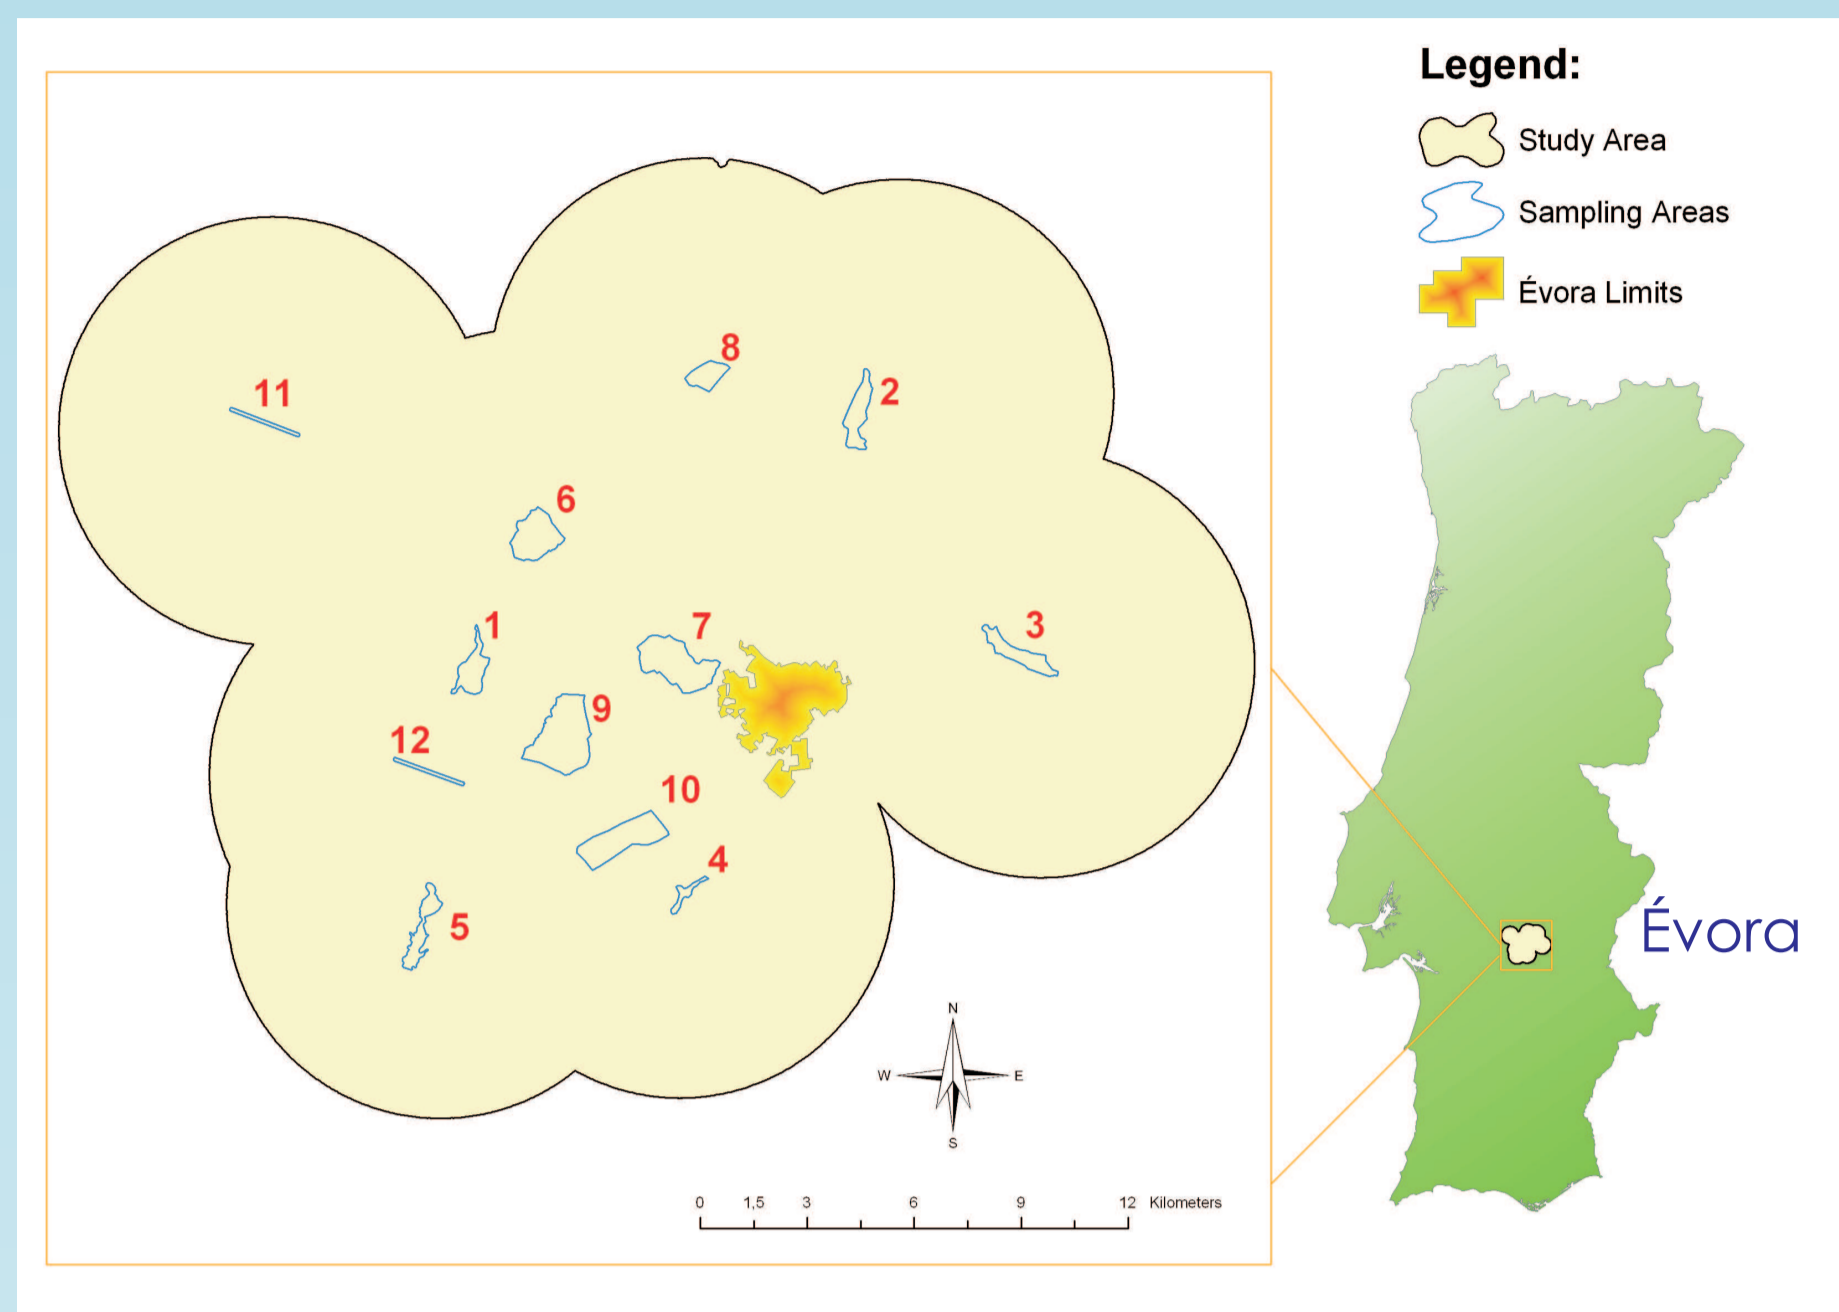 Legend:
Study Area
Sampling Areas
Évora Limits
8
11
2
6
1
7
3
9
12
10
4
5
Évora
N
W
E
S
0 1,5 3 6 9 12 Kilometers